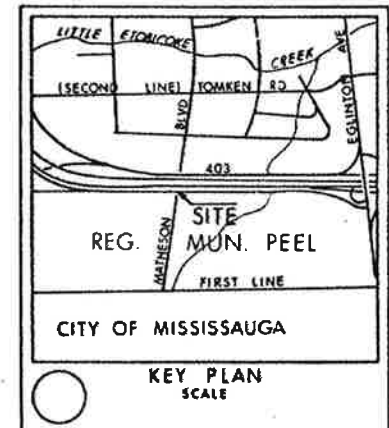 LITTLE ETOBICOKE CREEK
(SECOND LINE) TOMKEN RD
BLVD
EGLINTON AVE
403
SITE
REG. MUN. PEEL
MATHESON
FIRST LINE
CITY OF MISSISSAUGA
KEY PLAN
SCALE